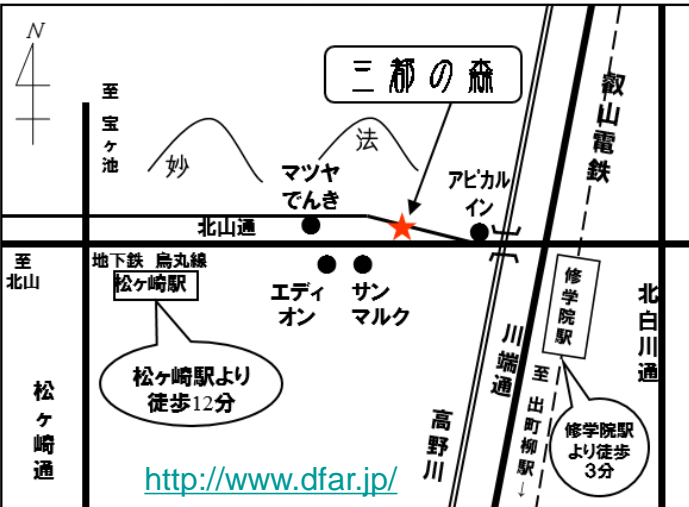 N
三都の森
至宝ヶ池
妙
法
マツヤ
でんき
アピカル
イン
叡山電鉄
北山通
至
北山
地下鉄 烏丸線
松ヶ崎駅
エディ
オン
サン
マルク
修学院駅
北白川通
川端通
松ヶ崎駅より
徒歩12分
松ヶ崎通
高野川
至 出町柳駅→
修学院駅
より徒歩
3分
http://www.dfar.jp/